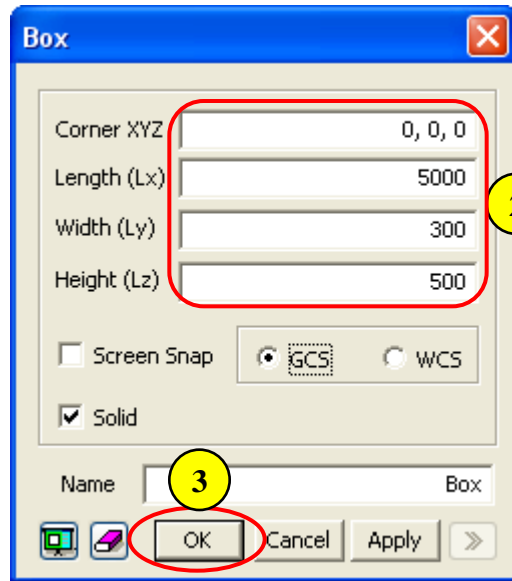 Box
Corner XYZ 0, 0, 0
Length (Lx) 5000
2
Width (Ly) 300
Height (Lz) 500
Screen Snap GCS WCS
Solid
Name 3 Box
OK Cancel Apply